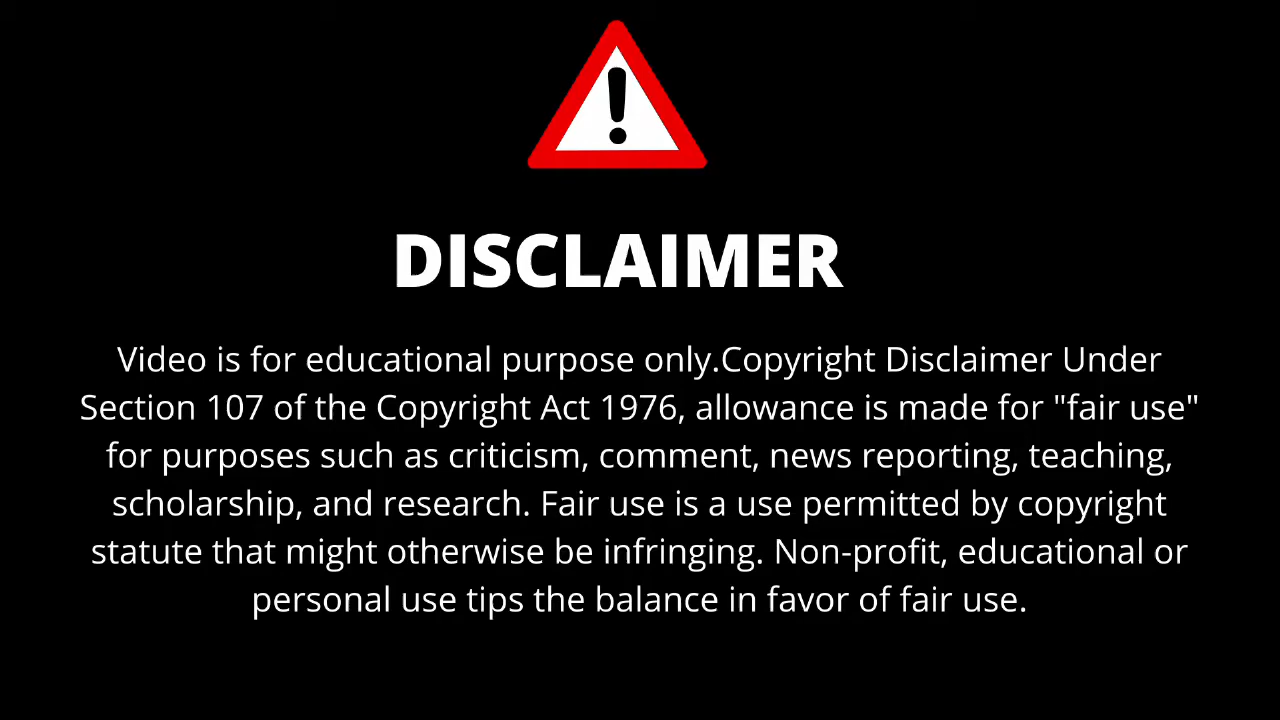 DISCLAIMER
Video is for educational purpose only.Copyright Disclaimer Under
Section 107 of the Copyright Act 1976, allowance is made for "fair use"
for purposes such as criticism, comment, news reporting, teaching,
scholarship, and research. Fair use is a use permitted by copyright
statute that might otherwise be infringing. Non-profit, educational or
personal use tips the balance in favor of fair use.